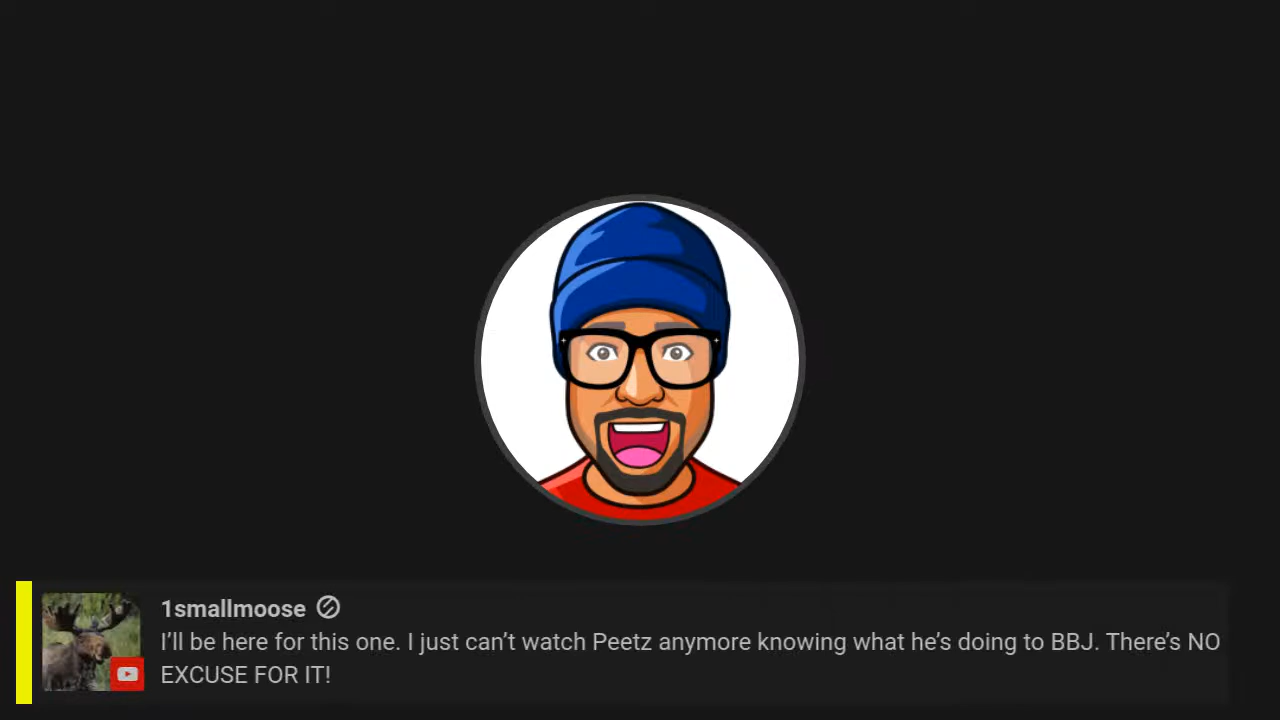 1smallmoose
I’ll be here for this one. I just can’t watch Peetz anymore knowing what he’s doing to BBJ. There’s NO
EXCUSE FOR IT!